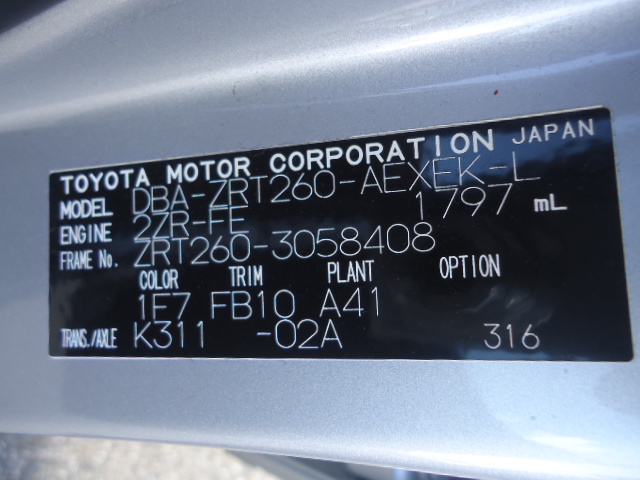 TOYOTA MOTOR CORPORATION JAPAN
MODEL DBA-ZRT260-AEXEK-L
ENGINE 2ZR-FE 1797 mL
FRAME No. ZRT260-3058408
COLOR TRIM PLANT OPTION
1F7 FB10 A41
TRANS./AXLE K311 -02A 316